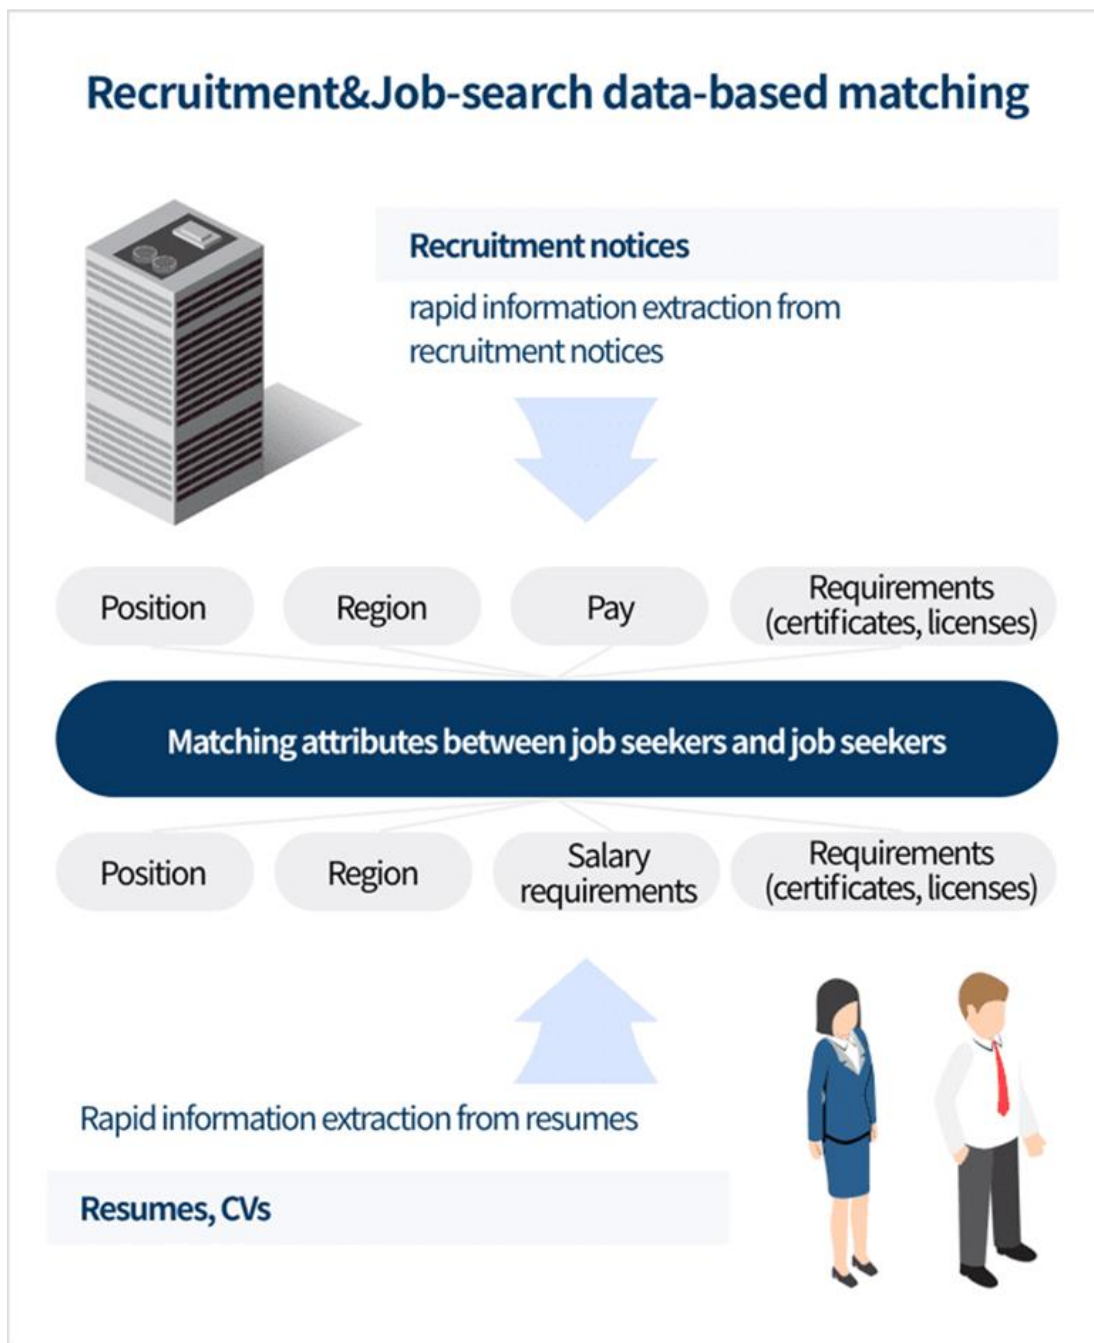 Recruitment&Job-search data-based matching
Recruitment notices
rapid information extraction from
recruitment notices
Position
Region
Pay
Requirements
(certificates, licenses)
Matching attributes between job seekers and job seekers
Position
Region
Salary
requirements
Requirements
(certificates, licenses)
Rapid information extraction from resumes
Resumes, CVs